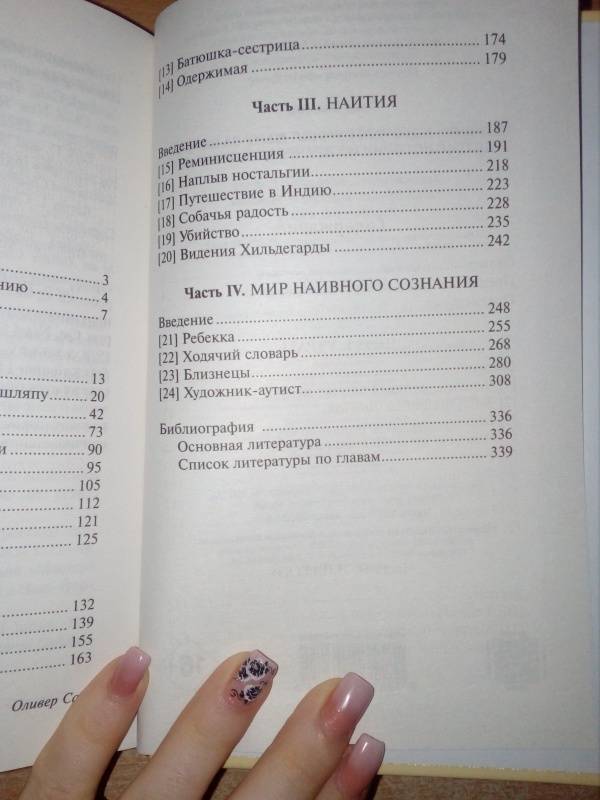 3
нию 4
7
13
шляпу 20
42
73
и 90
95
105
112
121
125
132
139
155
163
Оливер
[13] Батюшка-сестрица 174
[14] Одержимая 179
Часть III. НАИТИЯ
Введение 187
[15] Реминисценция 191
[16] Наплыв ностальгии 218
[17] Путешествие в Индию 223
[18] Собачья радость 228
[19] Убийство 235
[20] Видения Хильдегарды 242
Часть IV. МИР НАИВНОГО СОЗНАНИЯ
Введение 248
[21] Ребекка 255
[22] Ходячий словарь 268
[23] Близнецы 280
[24] Художник-аутист 308
Библиография 336
Основная литература 336
Список литературы по главам 339